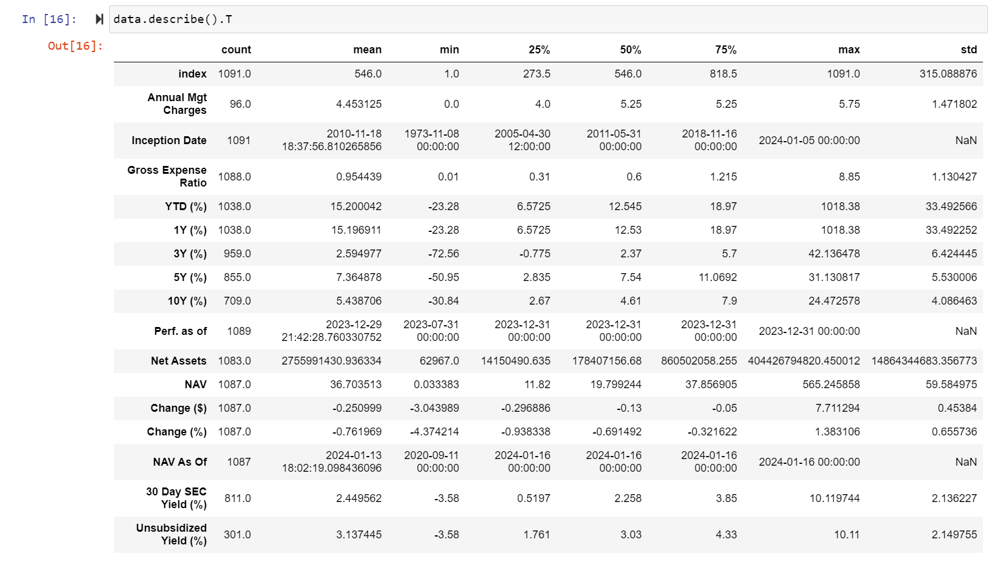 In [16]: data.describe().T
Out[16]:
count mean min 25% 50% 75% max std
index 1091.0 546.0 1.0 273.5 546.0 818.5 1091.0 315.088876
Annual Mgt
Charges 96.0 4.453125 0.0 4.0 5.25 5.25 5.75 1.471802
Inception Date 1091 2010-11-18 1973-11-08 2005-04-30 2011-05-31 2018-11-16 2024-01-05 00:00:00 NaN
18:37:56.810265856 00:00:00 12:00:00 00:00:00 00:00:00
Gross Expense
Ratio 1088.0 0.954439 0.01 0.31 0.6 1.215 8.85 1.130427
YTD (%) 1038.0 15.200042 -23.28 6.5725 12.545 18.97 1018.38 33.492566
1Y (%) 1038.0 15.196911 -23.28 6.5725 12.53 18.97 1018.38 33.492252
3Y (%) 959.0 2.594977 -72.56 -0.775 2.37 5.7 42.136478 6.424445
5Y (%) 855.0 7.364878 -50.95 2.835 7.54 11.0692 31.130817 5.530006
10Y (%) 709.0 5.438706 -30.84 2.67 4.61 7.9 24.472578 4.086463
Perf. as of 1089 2023-12-29 2023-07-31 2023-12-31 2023-12-31 2023-12-31 2023-12-31 00:00:00 NaN
21:42:28.760330752 00:00:00 00:00:00 00:00:00 00:00:00
Net Assets 1083.0 2755991430.936334 62967.0 14150490.635 178407156.68 860502058.255 404426794820.450012 14864344683.356773
NAV 1087.0 36.703513 0.033383 11.82 19.799244 37.856905 565.245858 59.584975
Change ($) 1087.0 -0.250999 -3.043989 -0.296886 -0.13 -0.05 7.711294 0.45384
Change (%) 1087.0 -0.761969 -4.374214 -0.938338 -0.691492 -0.321622 1.383106 0.655736
NAV As Of 1087 2024-01-13 2020-09-11 2024-01-16 2024-01-16 2024-01-16 2024-01-16 00:00:00 NaN
18:02:19.098436096 00:00:00 00:00:00 00:00:00 00:00:00
30 Day SEC
Yield (%) 811.0 2.449562 -3.58 0.5197 2.258 3.85 10.119744 2.136227
Unsubsidized
Yield (%) 301.0 3.137445 -3.58 1.761 3.03 4.33 10.11 2.149755